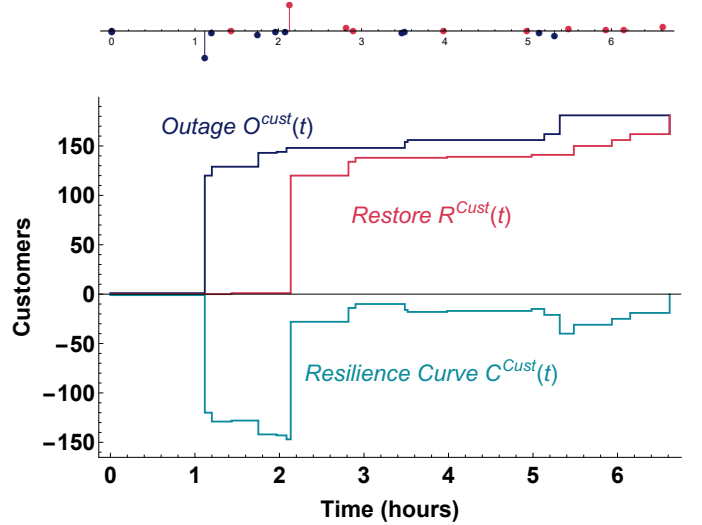 0 1 2 3 4 5 6
Outage O^cust(t)
150
Restore R^Cust(t)
100
50
0
Customers
−50
Resilience Curve C^Cust(t)
−100
−150
0 1 2 3 4 5 6
Time (hours)